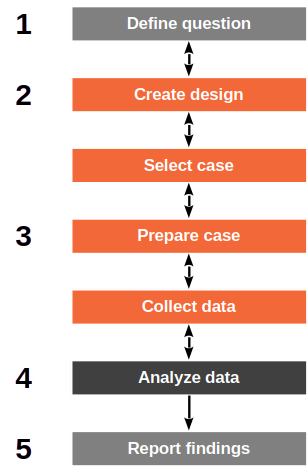 1 Define question
2 Create design
Select case
3 Prepare case
Collect data
4 Analyze data
5 Report findings